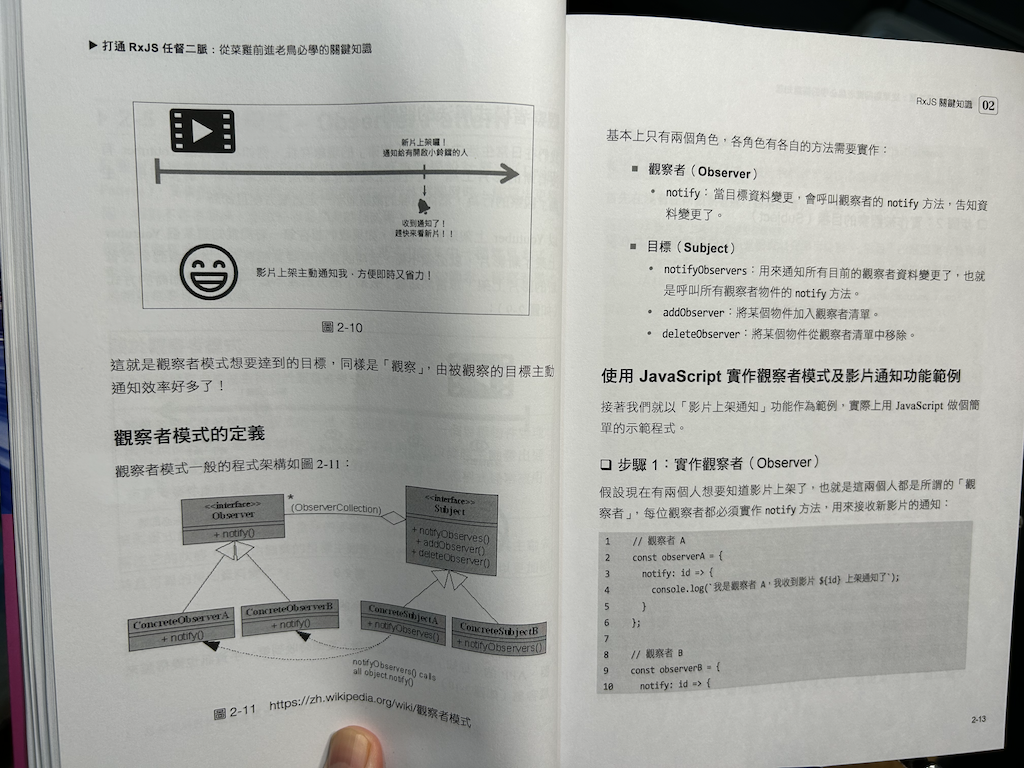 ▶ 打通 RxJS 任督二脈：從菜雞前進老鳥必學的關鍵知識
新片上架囉！
通知給有開啟小鈴鐺的人
收到通知了！
趕快來看新片！！
影片上架主動通知我，方便即時又省力！
圖 2-10
這就是觀察者模式想要達到的目標，同樣是「觀察」，由被觀察的目標主動
通知效率好多了！
觀察者模式的定義
觀察者模式一般的程式架構如圖 2-11：
<<interface>>
Observer
+ notify()
*
(ObserverCollection)
<<interface>>
Subject
+ notifyObserves()
+ addObserver()
+ deleteObserver()
ConcreteObserverA
+ notify()
ConcreteObserverB
+ notify()
ConcreteSubjectA
+ notifyObserves()
ConcreteSubjectB
+ notifyObservers()
notifyObservers() calls
all object.notify()
圖 2-11 https://zh.wikipedia.org/wiki/觀察者模式
RxJS 關鍵知識 02
基本上只有兩個角色，各角色有各自的方法需要實作：
■ 觀察者（Observer）
• notify：當目標資料變更，會呼叫觀察者的 notify 方法，告知資
料變更了。
■ 目標（Subject）
• notifyObservers：用來通知所有目前的觀察者資料變更了，也就
是呼叫所有觀察者物件的 notify 方法。
• addObserver：將某個物件加入觀察者清單。
• deleteObserver：將某個物件從觀察者清單中移除。
使用 JavaScript 實作觀察者模式及影片通知功能範例
接著我們就以「影片上架通知」功能作為範例，實際上用 JavaScript 做個簡
單的示範程式。
❏ 步驟 1：實作觀察者（Observer）
假設現在有兩個人想要知道影片上架了，也就是這兩個人都是所謂的「觀
察者」，每位觀察者都必須實作 notify 方法，用來接收新影片的通知：
1 // 觀察者 A
2 const observerA = {
3 notify: id => {
4 console.log(`我是觀察者 A，我收到影片 ${id} 上架通知了`);
5 }
6 };
7
8 // 觀察者 B
9 const observerB = {
10 notify: id => {
2-13